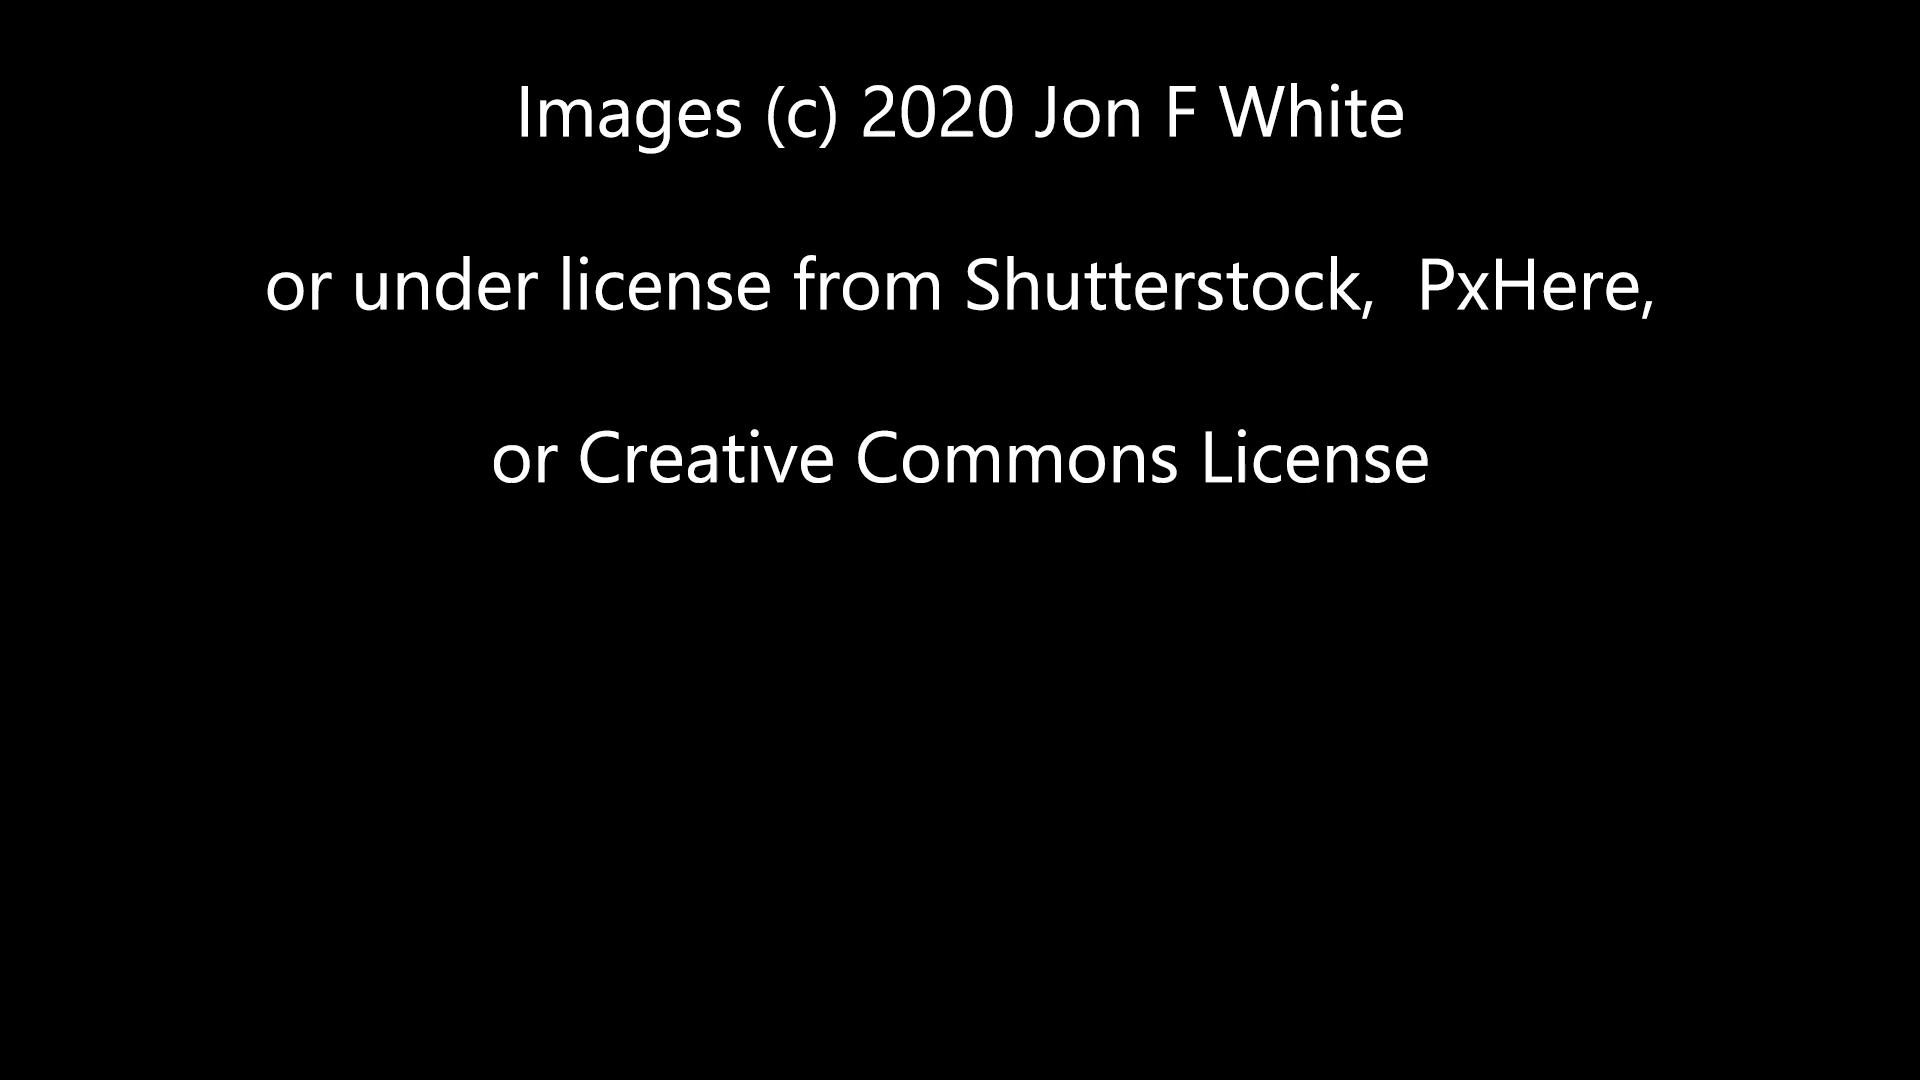 Images (c) 2020 Jon F White
or under license from Shutterstock,  PxHere,
or Creative Commons License